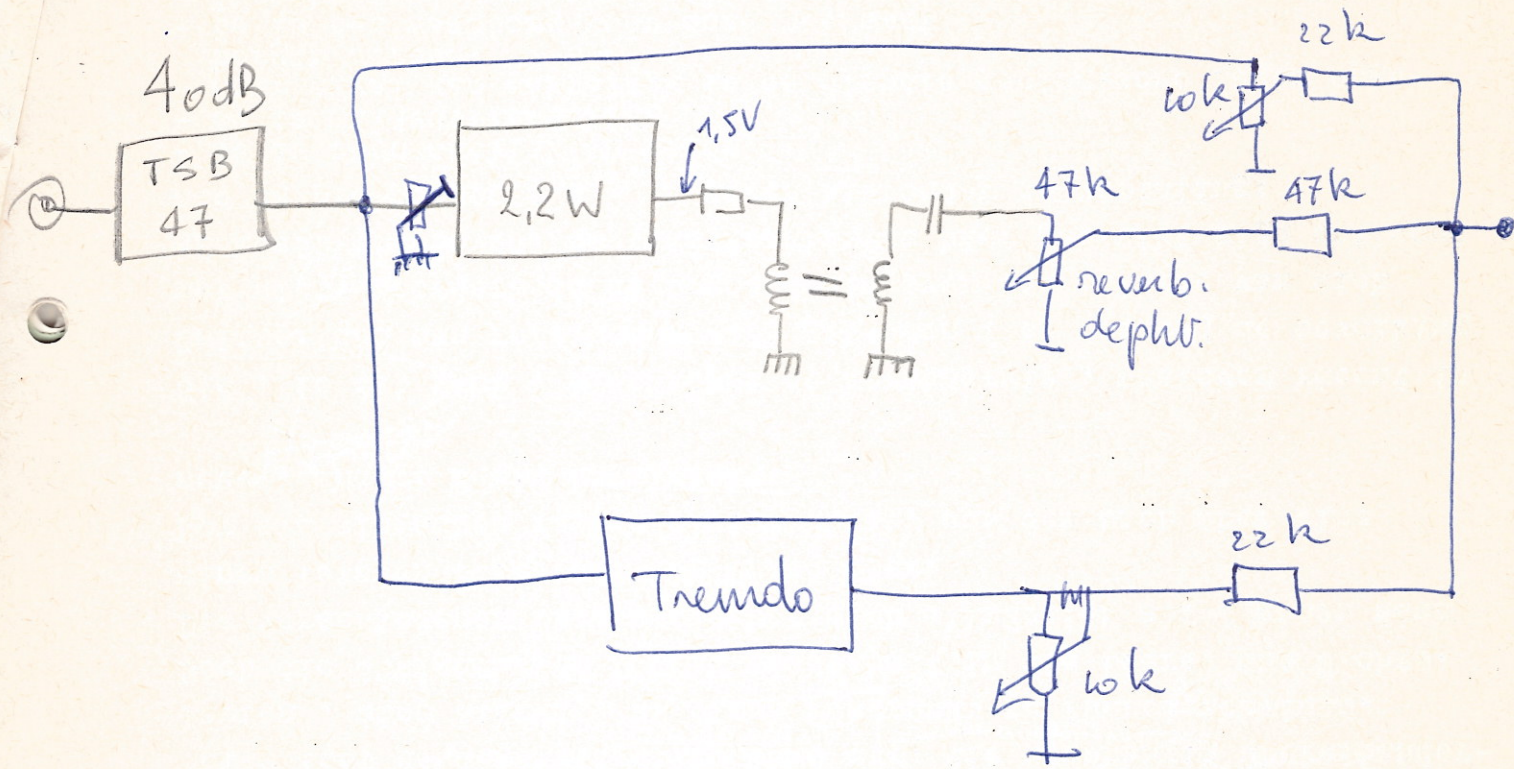 40dB
TSB
47
2,2W
1,5V
10k
22k
47k
47k
reverb.
depht.
Tremolo
22k
10k